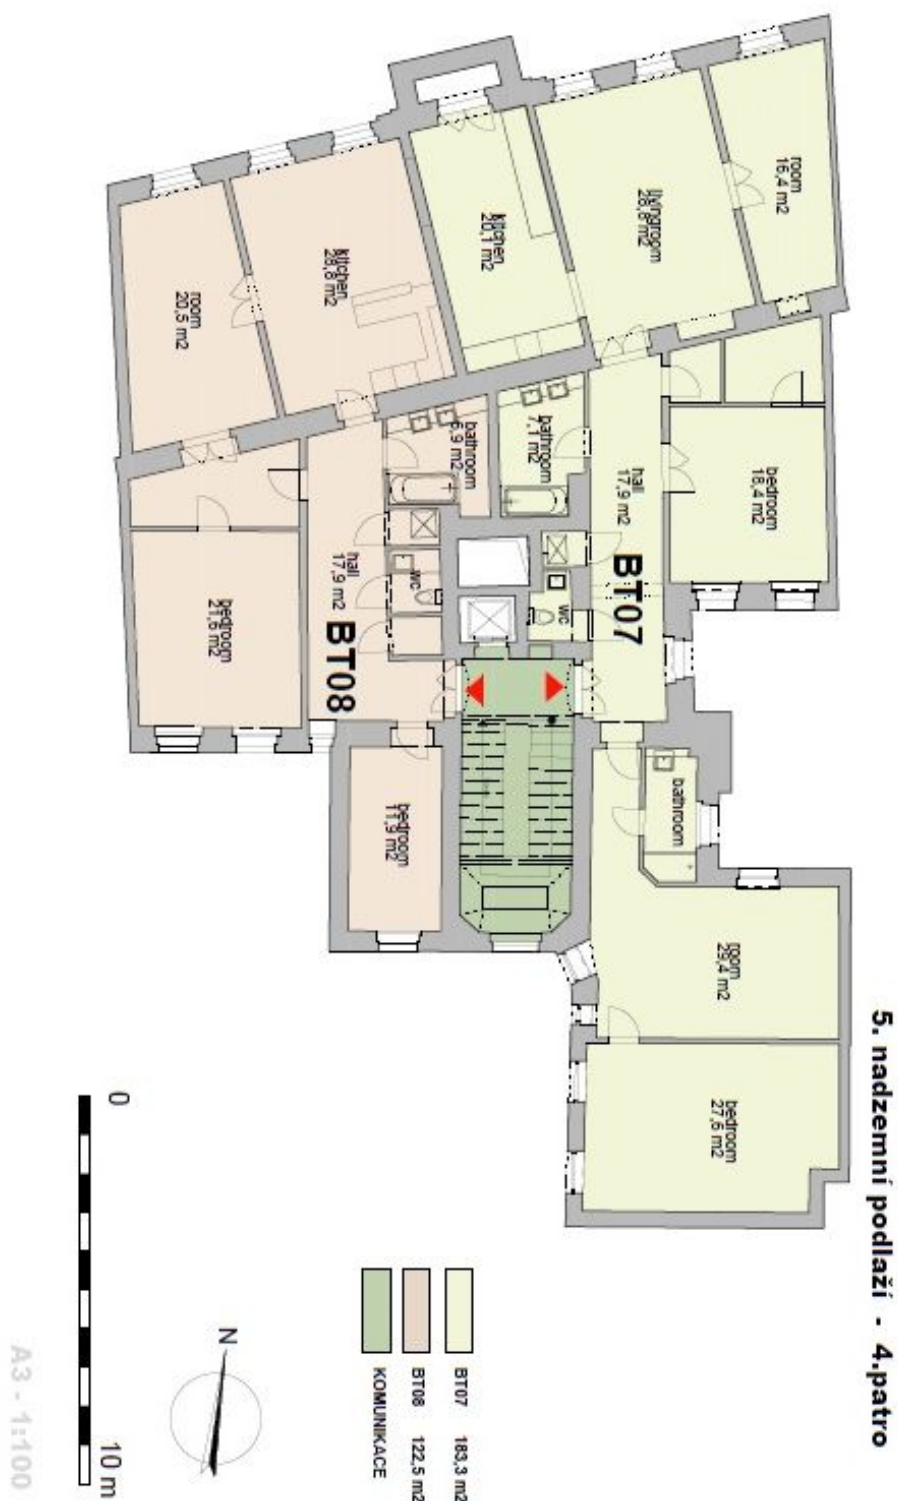 5. nadzemní podlaží - 4.patro
room
16,4 m2
livingroom
28,8 m2
kitchen
20,1 m2
kitchen
28,8 m2
room
20,5 m2
bedroom
18,4 m2
bathroom
7,1 m2
bathroom
6,9 m2
hall
17,9 m2
BT07
wc
wc
hall
17,9 m2
BT08
bedroom
21,6 m2
bathroom
bedroom
11,9 m2
room
29,4 m2
bedroom
27,6 m2
BT07 183,3 m2
BT08 122,5 m2
KOMUNIKACE
N
0
10 m
A3 - 1:100